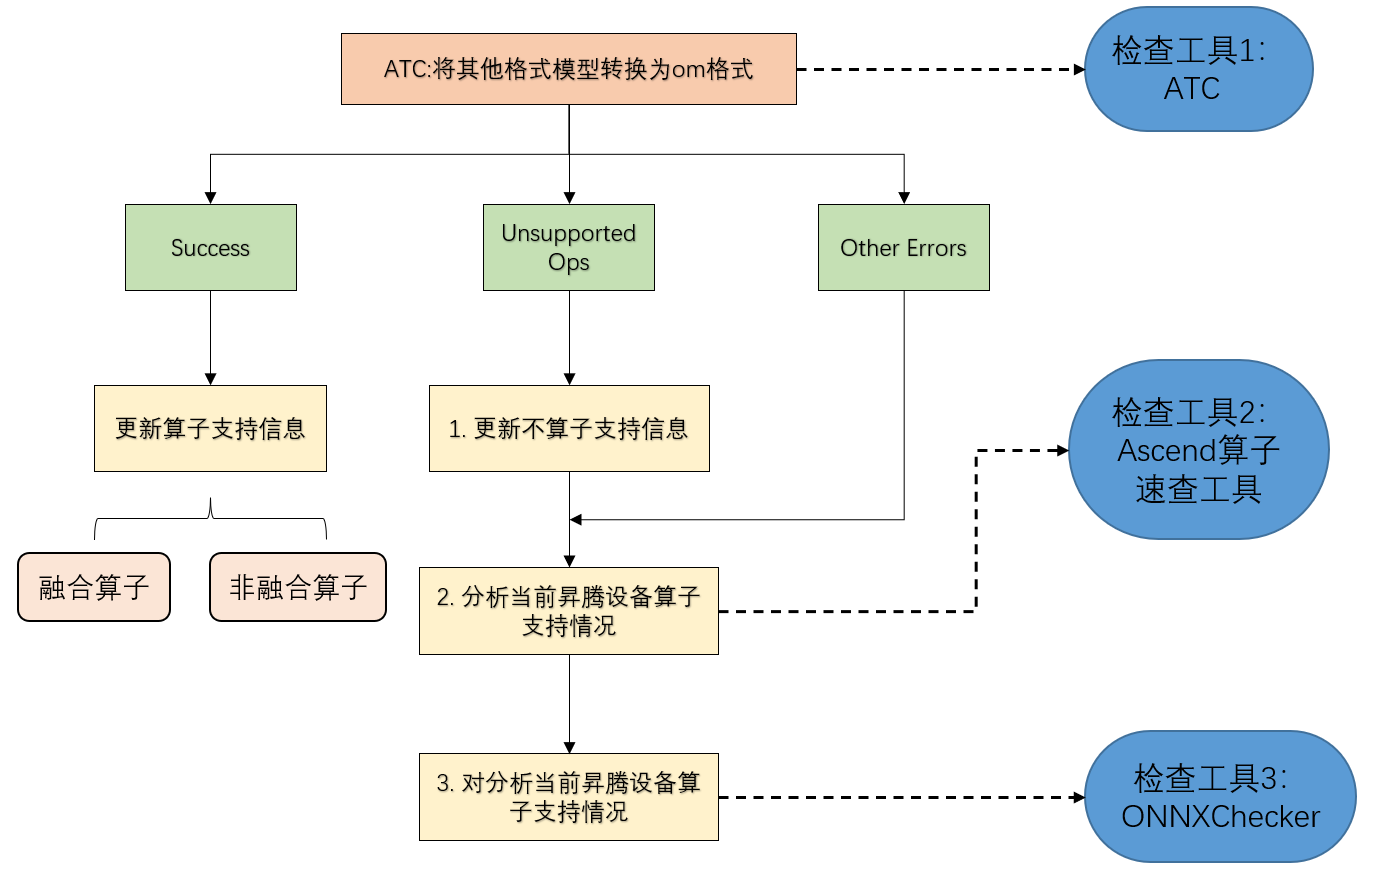 ATC:将其他格式模型转换为om格式
检查工具1：
ATC
Success
Unsupported
Ops
Other Errors
更新算子支持信息
1. 更新不算子支持信息
检查工具2：
Ascend算子
速查工具
融合算子
非融合算子
2. 分析当前昇腾设备算子
支持情况
3. 对分析当前昇腾设备算
子支持情况
检查工具3：
ONNXChecker